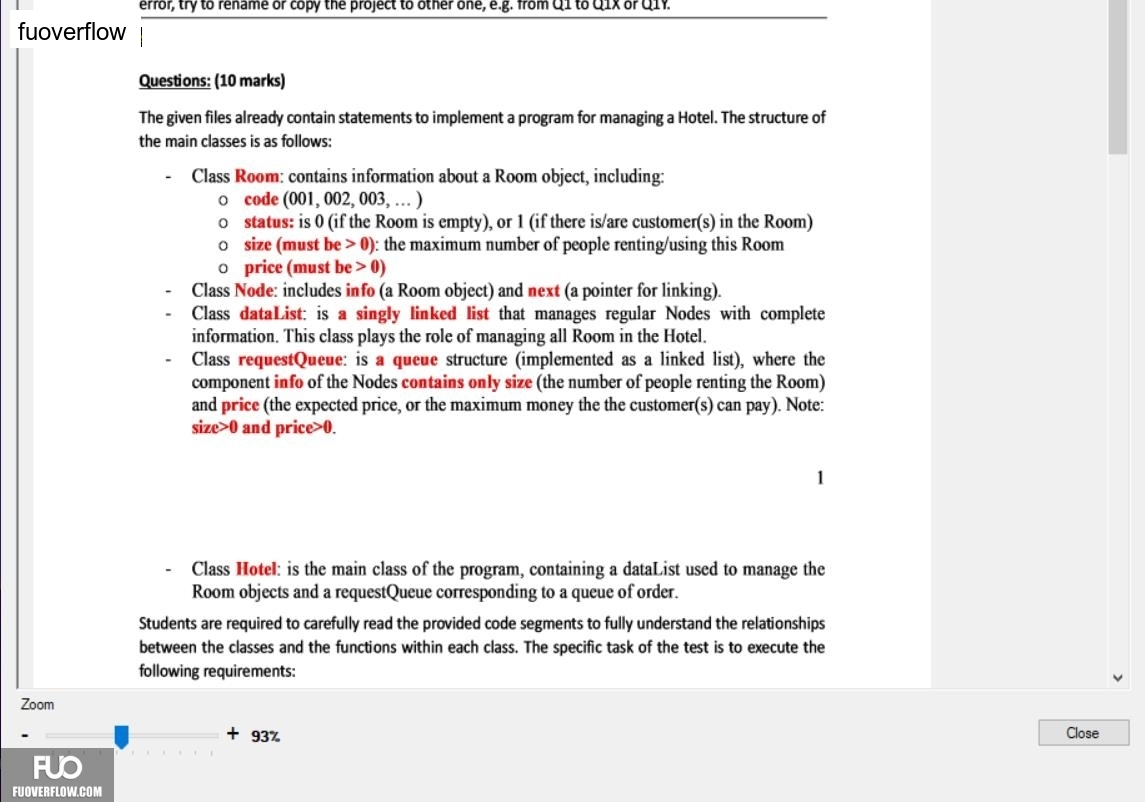 error, try to rename or copy the project to other one, e.g. from Q1 to Q1X or Q1Y.
fuoverflow
Questions: (10 marks)
The given files already contain statements to implement a program for managing a Hotel. The structure of
the main classes is as follows:
- Class Room: contains information about a Room object, including:
o code (001, 002, 003, … )
o status: is 0 (if the Room is empty), or 1 (if there is/are customer(s) in the Room)
o size (must be > 0): the maximum number of people renting/using this Room
o price (must be > 0)
- Class Node: includes info (a Room object) and next (a pointer for linking).
- Class dataList: is a singly linked list that manages regular Nodes with complete
information. This class plays the role of managing all Room in the Hotel.
- Class requestQueue: is a queue structure (implemented as a linked list), where the
component info of the Nodes contains only size (the number of people renting the Room)
and price (the expected price, or the maximum money the the customer(s) can pay). Note:
size>0 and price>0.
1
- Class Hotel: is the main class of the program, containing a dataList used to manage the
Room objects and a requestQueue corresponding to a queue of order.
Students are required to carefully read the provided code segments to fully understand the relationships
between the classes and the functions within each class. The specific task of the test is to execute the
following requirements:
Zoom
- + 93%
Close
FUO
FUOVERFLOW.COM